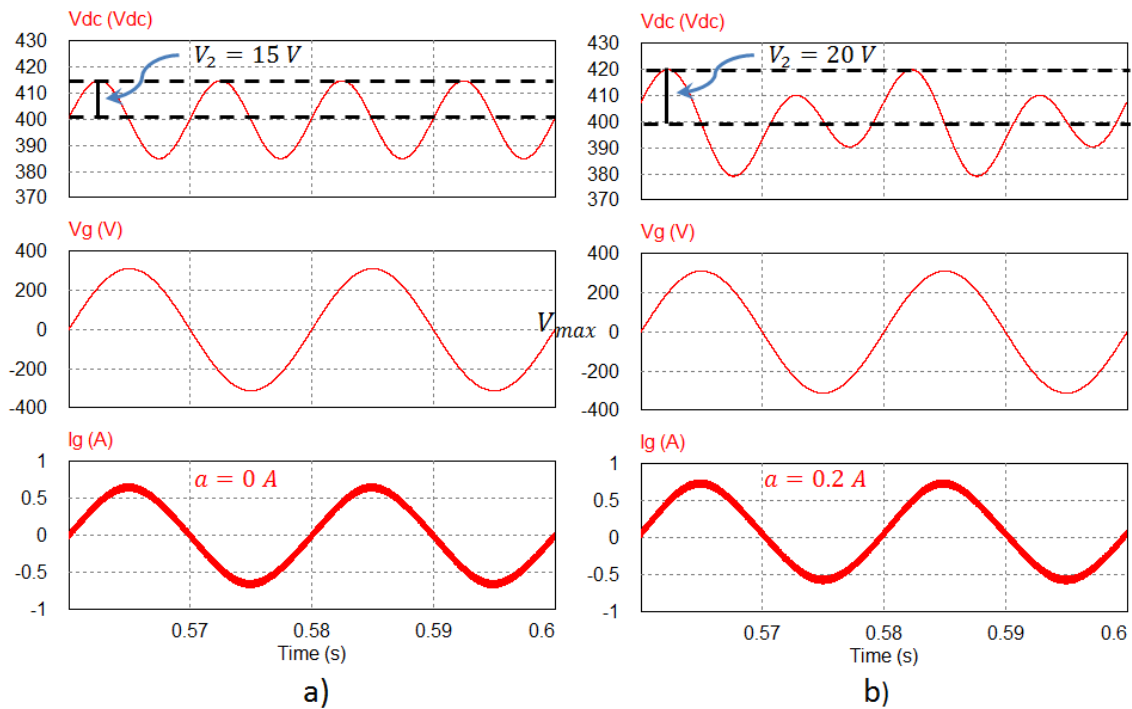 Vdc (Vdc)
V₂ = 15 V
430
420
410
400
390
380
370
Vg (V)
400
200
0
-200
-400
Ig (A)
a = 0 A
1
0.5
0
-0.5
-1
0.57 0.58 0.59 0.6
Time (s)
a)
Vdc (Vdc)
V₂ = 20 V
430
420
410
400
390
380
370
Vg (V)
400
200
Vmax 0
-200
-400
Ig (A)
a = 0.2 A
1
0.5
0
-0.5
-1
0.57 0.58 0.59 0.6
Time (s)
b)